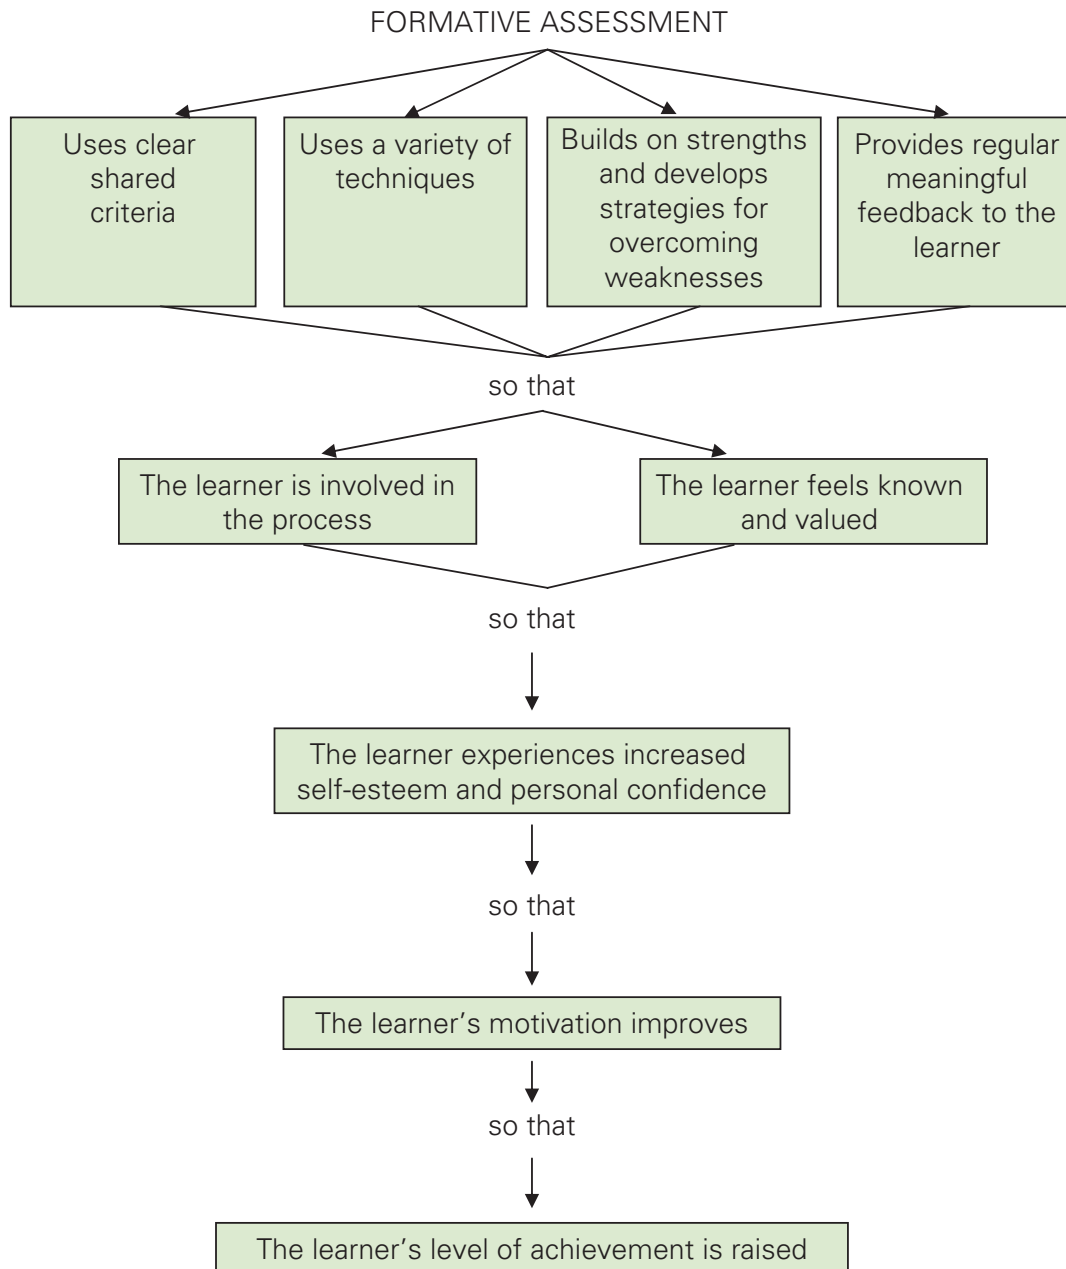 FORMATIVE ASSESSMENT
Uses clear
shared
criteria
Uses a variety of
techniques
Builds on strengths
and develops
strategies for
overcoming
weaknesses
Provides regular
meaningful
feedback to the
learner
so that
The learner is involved in
the process
The learner feels known
and valued
so that
The learner experiences increased
self-esteem and personal confidence
so that
The learner’s motivation improves
so that
The learner’s level of achievement is raised